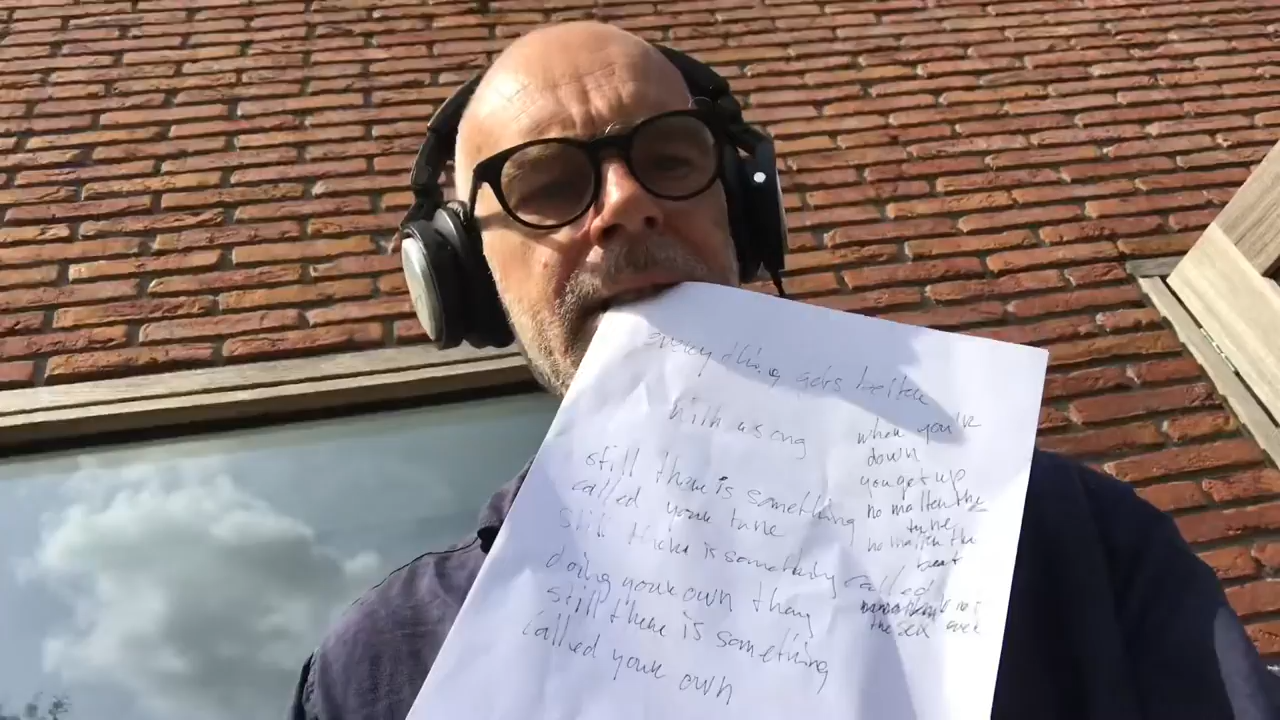 everything gets better
with a song
still there is something
called your tune
still there is something called
doing your own thang
still there is something
called your own
when you're
down
you get up
no matter the
tune
no matter the
beat
the sex